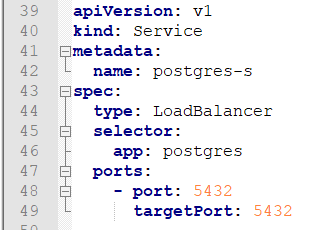 39 apiVersion: v1
40 kind: Service
41 metadata:
42   name: postgres-s
43 spec:
44   type: LoadBalancer
45   selector:
46     app: postgres
47   ports:
48     - port: 5432
49       targetPort: 5432